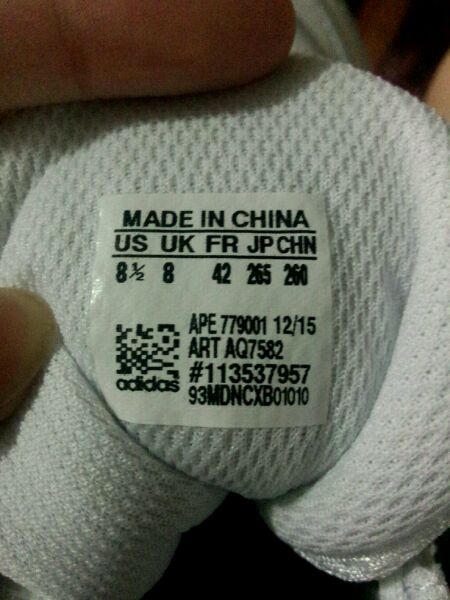 MADE IN CHINA
US UK FR JP CHN
8½ 8 42 265 260
APE 779001 12/15
ART AQ7582
#113537957
93MDNCXB01010
adidas